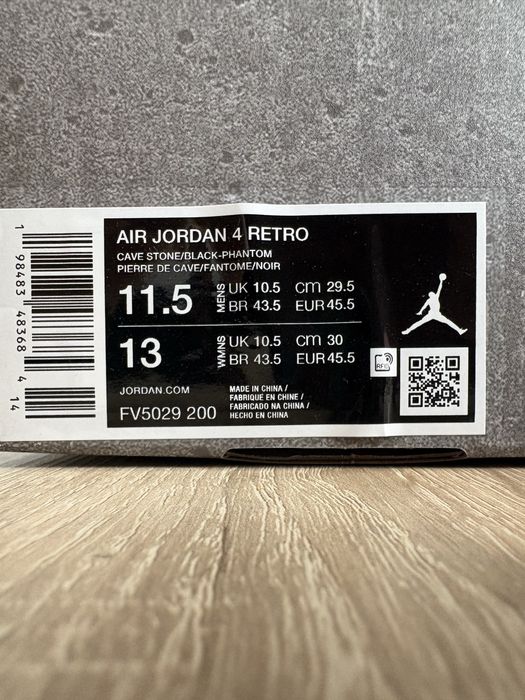 AIR JORDAN 4 RETRO
CAVE STONE/BLACK-PHANTOM
PIERRE DE CAVE/FANTOME/NOIR
11.5 MENS UK 10.5 cm 29.5
BR 43.5 EUR 45.5
13 WMNS UK 10.5 cm 30
BR 43.5 EUR 45.5
JORDAN.COM
FV5029 200
MADE IN CHINA /
FABRIQUÉ EN CHINE /
FABRICADO NA CHINA /
HECHO EN CHINA
RFID
1 98483 48368 4 14